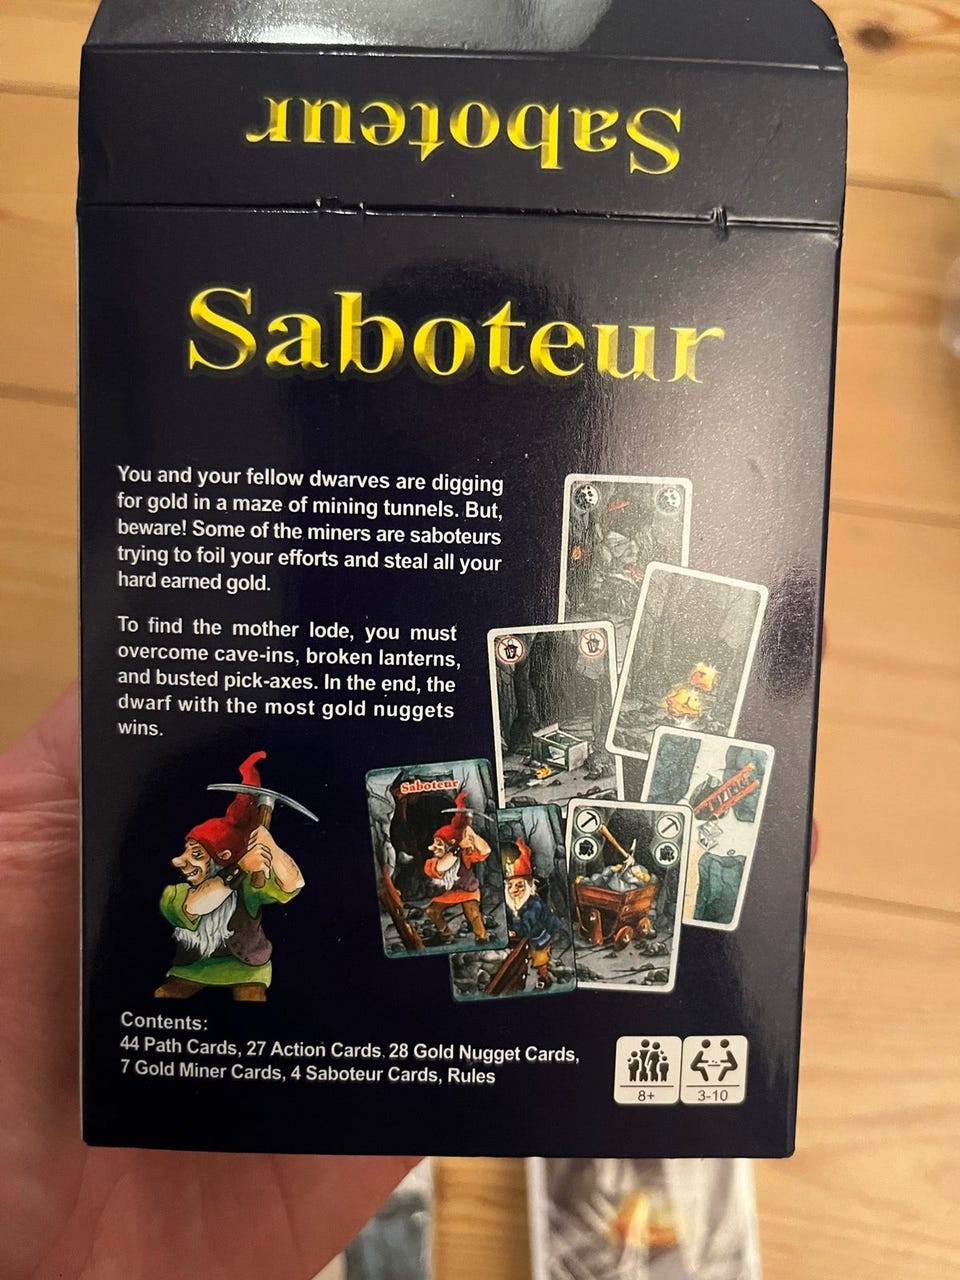 Saboteur
Saboteur
You and your fellow dwarves are digging
for gold in a maze of mining tunnels. But,
beware! Some of the miners are saboteurs
trying to foil your efforts and steal all your
hard earned gold.
To find the mother lode, you must
overcome cave-ins, broken lanterns,
and busted pick-axes. In the end, the
dwarf with the most gold nuggets
wins.
Saboteur
Contents:
44 Path Cards, 27 Action Cards, 28 Gold Nugget Cards,
7 Gold Miner Cards, 4 Saboteur Cards, Rules
8+
3-10